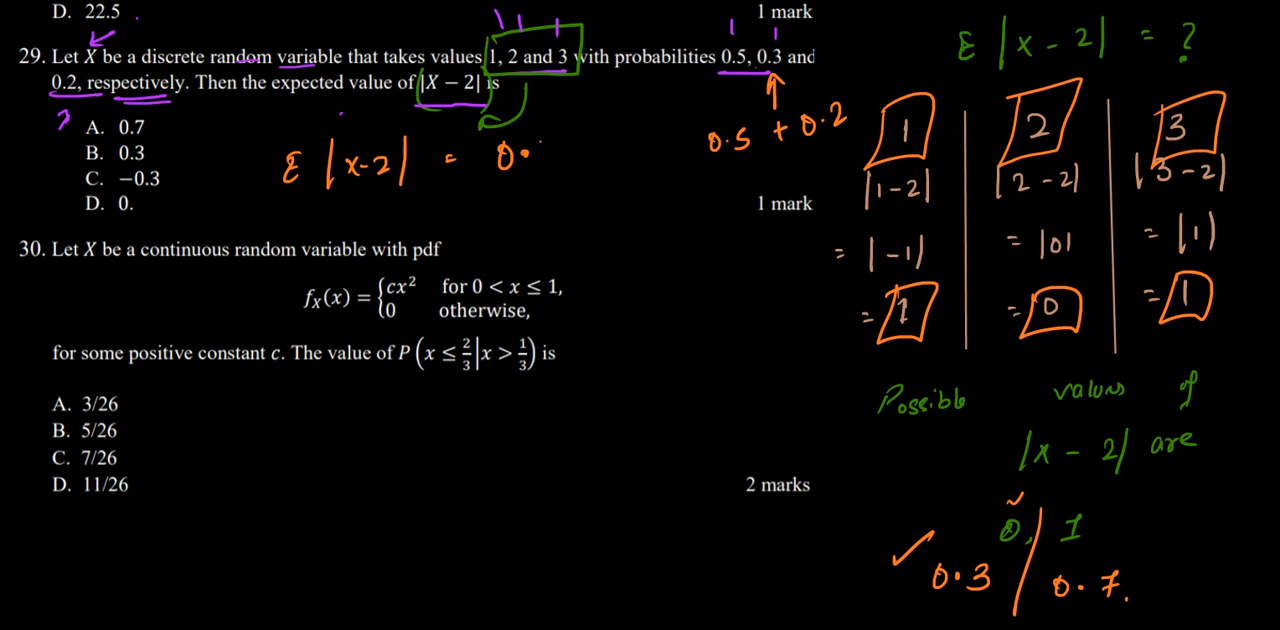 D. 22.5
1 mark
29. Let X be a discrete random variable that takes values 1, 2 and 3 with probabilities 0.5, 0.3 and
0.2, respectively. Then the expected value of |X − 2| is
A. 0.7
B. 0.3
C. −0.3
D. 0.
1 mark
30. Let X be a continuous random variable with pdf
fX(x) = {cx² for 0 < x ≤ 1,
0 otherwise,
for some positive constant c. The value of P (x ≤ 2/3 | x > 1/3) is
A. 3/26
B. 5/26
C. 7/26
D. 11/26
2 marks
E |x-2| = 0.
0.5 + 0.2
E |x - 2| = ?
1 2 3
|1-2| |2-2| |3-2|
= |-1| = |0| = |1|
= 1 = 0 = 1
Possible values of
|x - 2| are
0, 1
0.3 / 0.7.